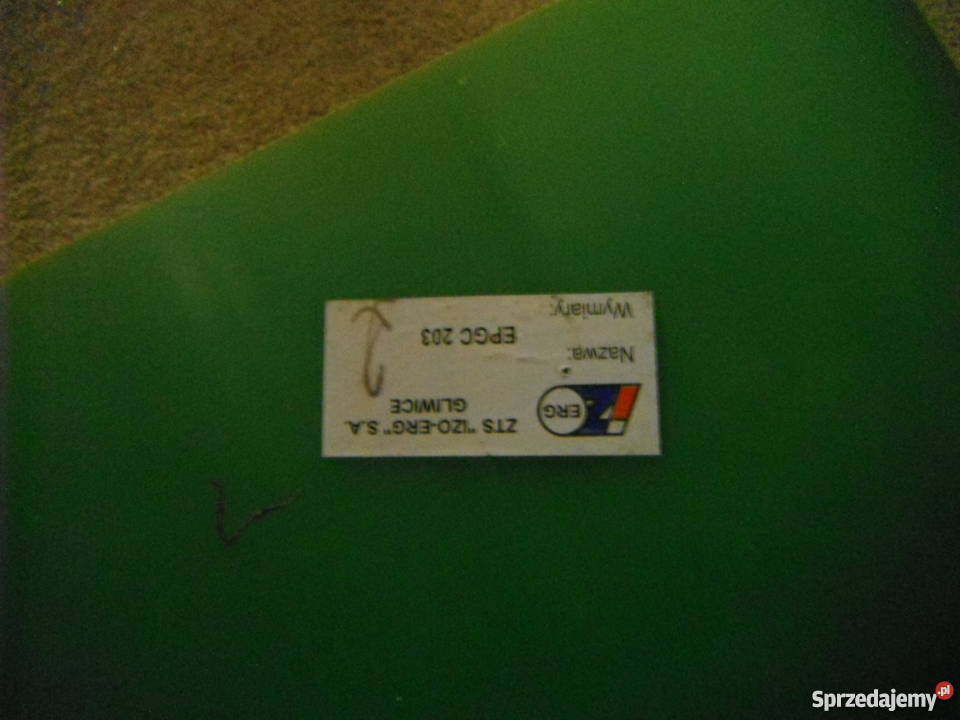 ZTS "IZO-ERG" S.A.
GLIWICE
ERG
Nazwa:
EPGC 203
Wymiary:
Sprzedajemy.pl